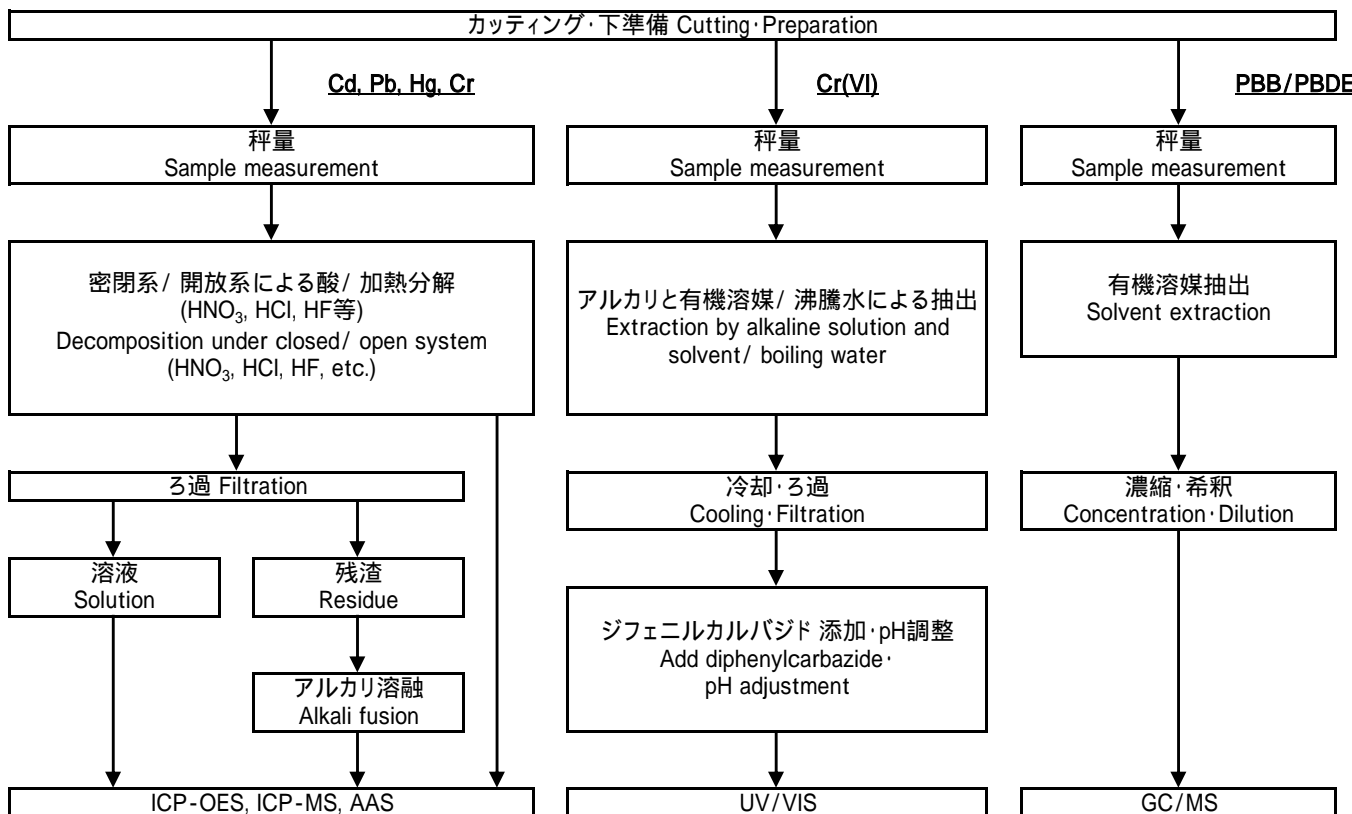 カッティング・下準備 Cutting・Preparation
Cd, Pb, Hg, Cr
Cr(VI)
PBB/PBDE
秤量
Sample measurement
秤量
Sample measurement
秤量
Sample measurement
密閉系/ 開放系による酸/ 加熱分解
(HNO₃, HCl, HF等)
Decomposition under closed/ open system
(HNO₃, HCl, HF, etc.)
アルカリと有機溶媒/ 沸騰水による抽出
Extraction by alkaline solution and
solvent/ boiling water
有機溶媒抽出
Solvent extraction
ろ過 Filtration
冷却・ろ過
Cooling・Filtration
濃縮・希釈
Concentration・Dilution
溶液
Solution
残渣
Residue
アルカリ溶融
Alkali fusion
ジフェニルカルバジド 添加・pH調整
Add diphenylcarbazide・
pH adjustment
ICP-OES, ICP-MS, AAS
UV/VIS
GC/MS